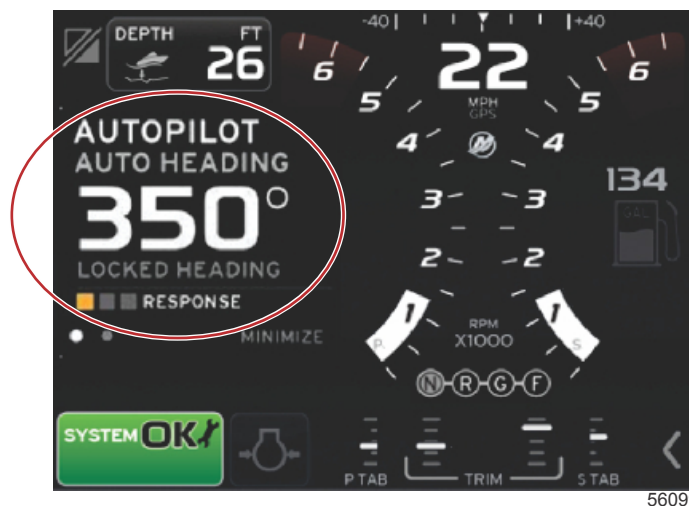 DEPTH FT
26
-40 +40
22
MPH
GPS
6 6
5 5
4 4
3 3
2 2
1 1
P. S
RPM
X1000
N R G F
AUTOPILOT
AUTO HEADING
350°
LOCKED HEADING
RESPONSE
MINIMIZE
134
GAL
SYSTEM OK
P TAB TRIM S TAB
5609